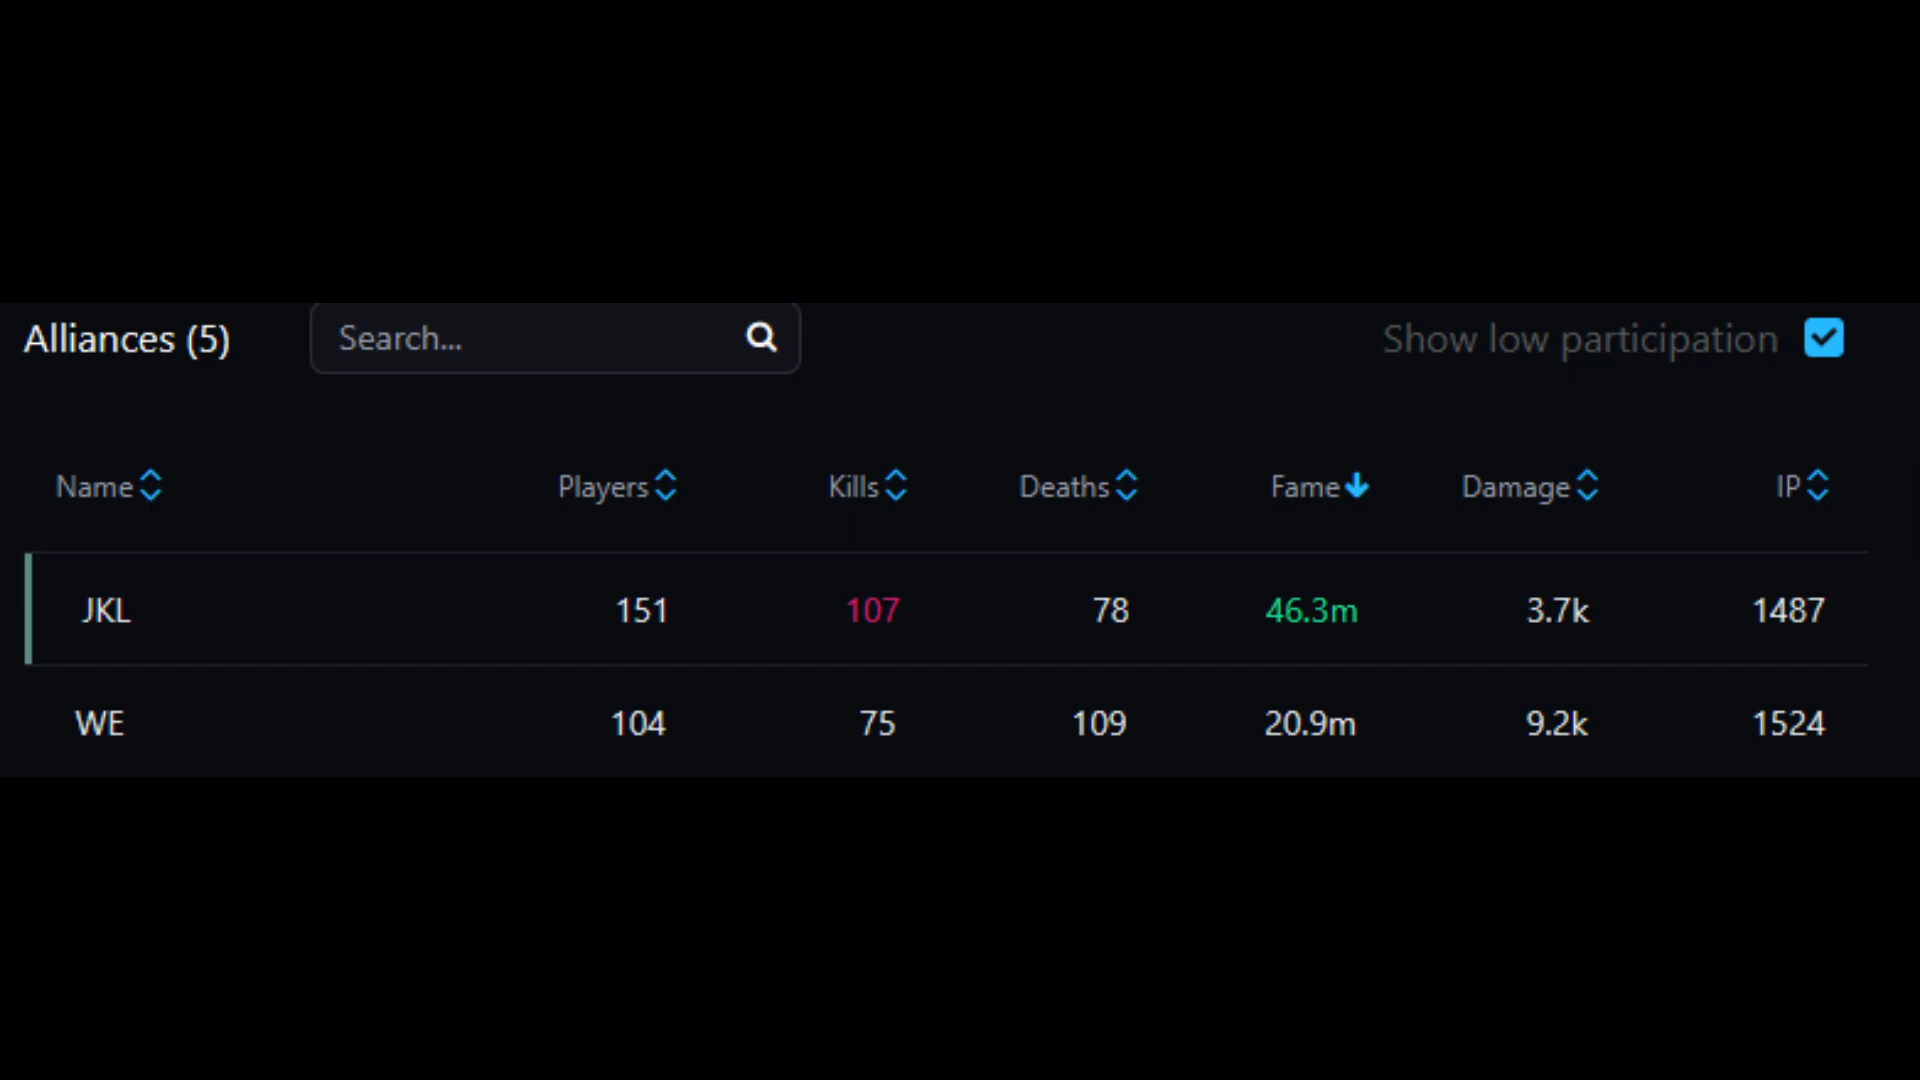 Alliances (5) Search... Show low participation
Name Players Kills Deaths Fame Damage IP
JKL 151 107 78 46.3m 3.7k 1487
WE 104 75 109 20.9m 9.2k 1524